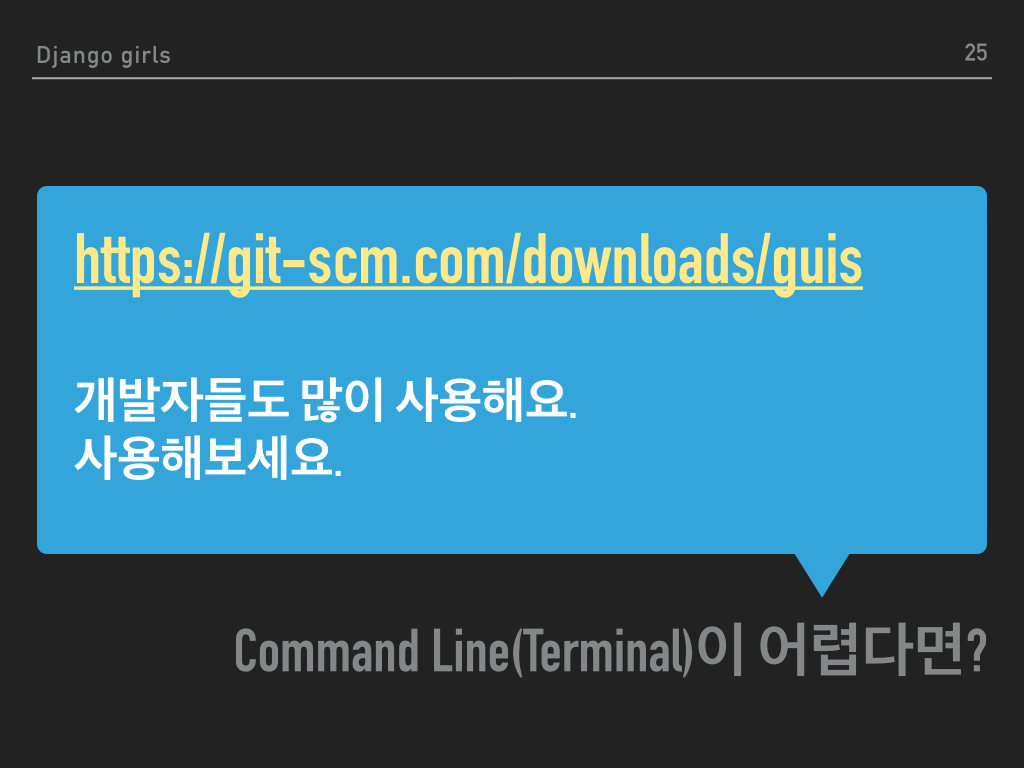 Django girls
25
https://git-scm.com/downloads/guis
개발자들도 많이 사용해요.
사용해보세요.
Command Line(Terminal)이 어렵다면?